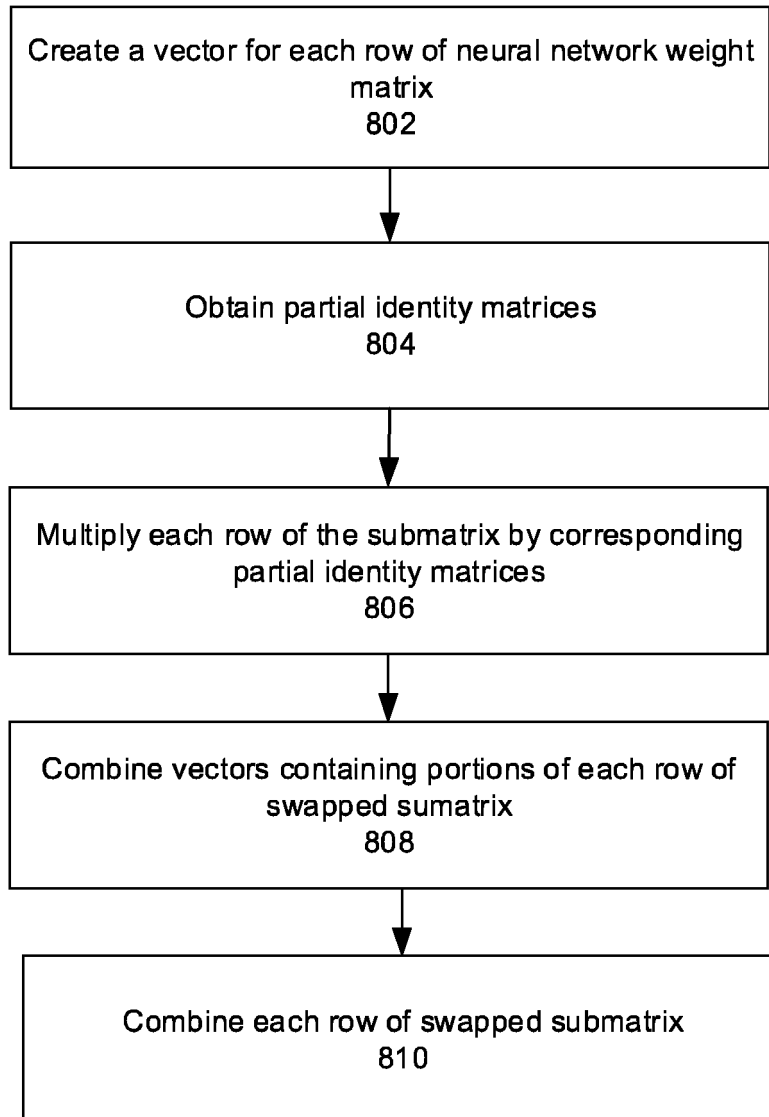 Create a vector for each row of neural network weight
matrix
802
Obtain partial identity matrices
804
Multiply each row of the submatrix by corresponding
partial identity matrices
806
Combine vectors containing portions of each row of
swapped sumatrix
808
Combine each row of swapped submatrix
810